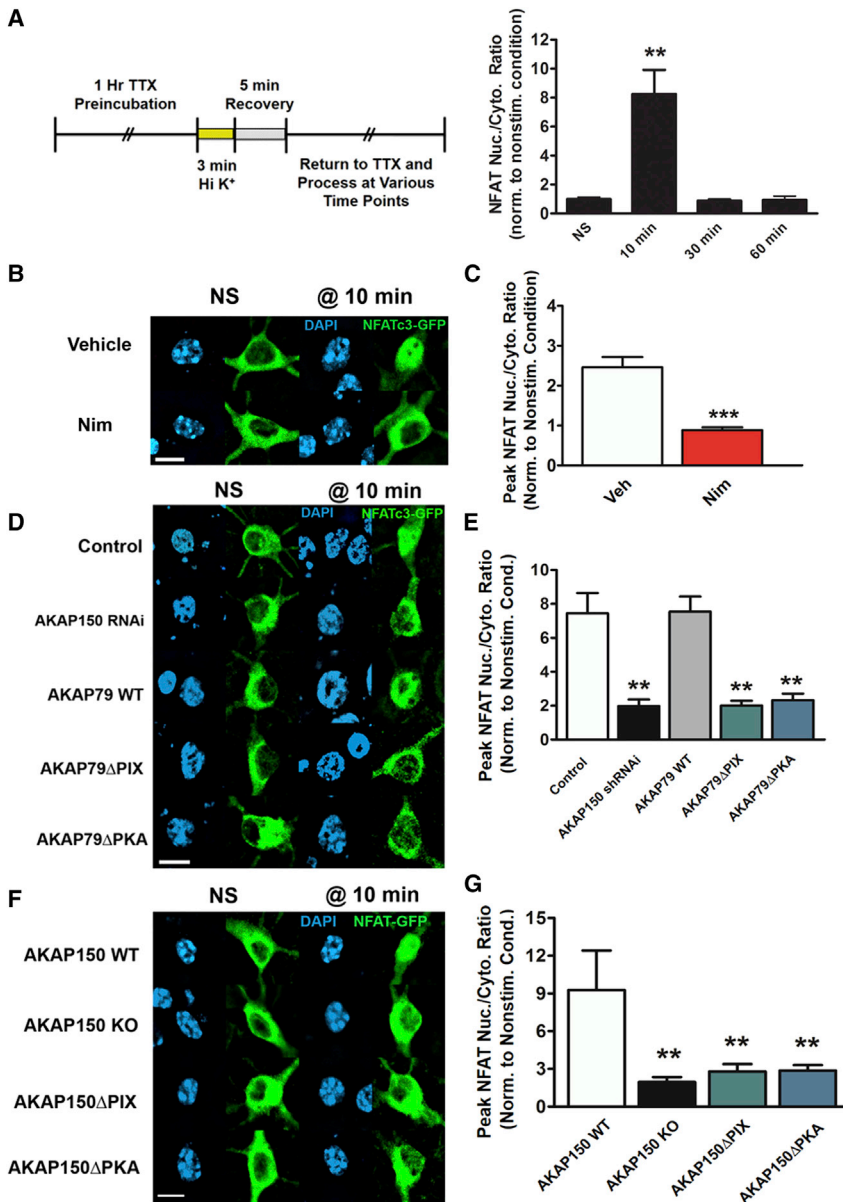 A
1 Hr TTX
Preincubation
5 min
Recovery
3 min
Hi K⁺
Return to TTX and
Process at Various
Time Points
NFAT Nuc./Cyto. Ratio
(norm. to nonstim. condition)
12
10
8
6
4
2
0
**
NS
10 min
30 min
60 min
B
NS
@ 10 min
DAPI
NFATc3-GFP
Vehicle
Nim
C
Peak NFAT Nuc./Cyto. Ratio
(Norm. to Nonstim. Condition)
4
3
2
1
0
***
Veh
Nim
D
NS
@ 10 min
DAPI
NFATc3-GFP
Control
AKAP150 RNAi
AKAP79 WT
AKAP79ΔPIX
AKAP79ΔPKA
E
Peak NFAT Nuc./Cyto. Ratio
(Norm. to Nonstim. Cond.)
10
8
6
4
2
0
**
**
**
Control
AKAP150 shRNAi
AKAP79 WT
AKAP79ΔPIX
AKAP79ΔPKA
F
NS
@ 10 min
DAPI
NFAT-GFP
AKAP150 WT
AKAP150 KO
AKAP150ΔPIX
AKAP150ΔPKA
G
Peak NFAT Nuc./Cyto. Ratio
(Norm. to Nonstim. Cond.)
15
12
9
6
3
0
**
**
**
AKAP150 WT
AKAP150 KO
AKAP150ΔPIX
AKAP150ΔPKA